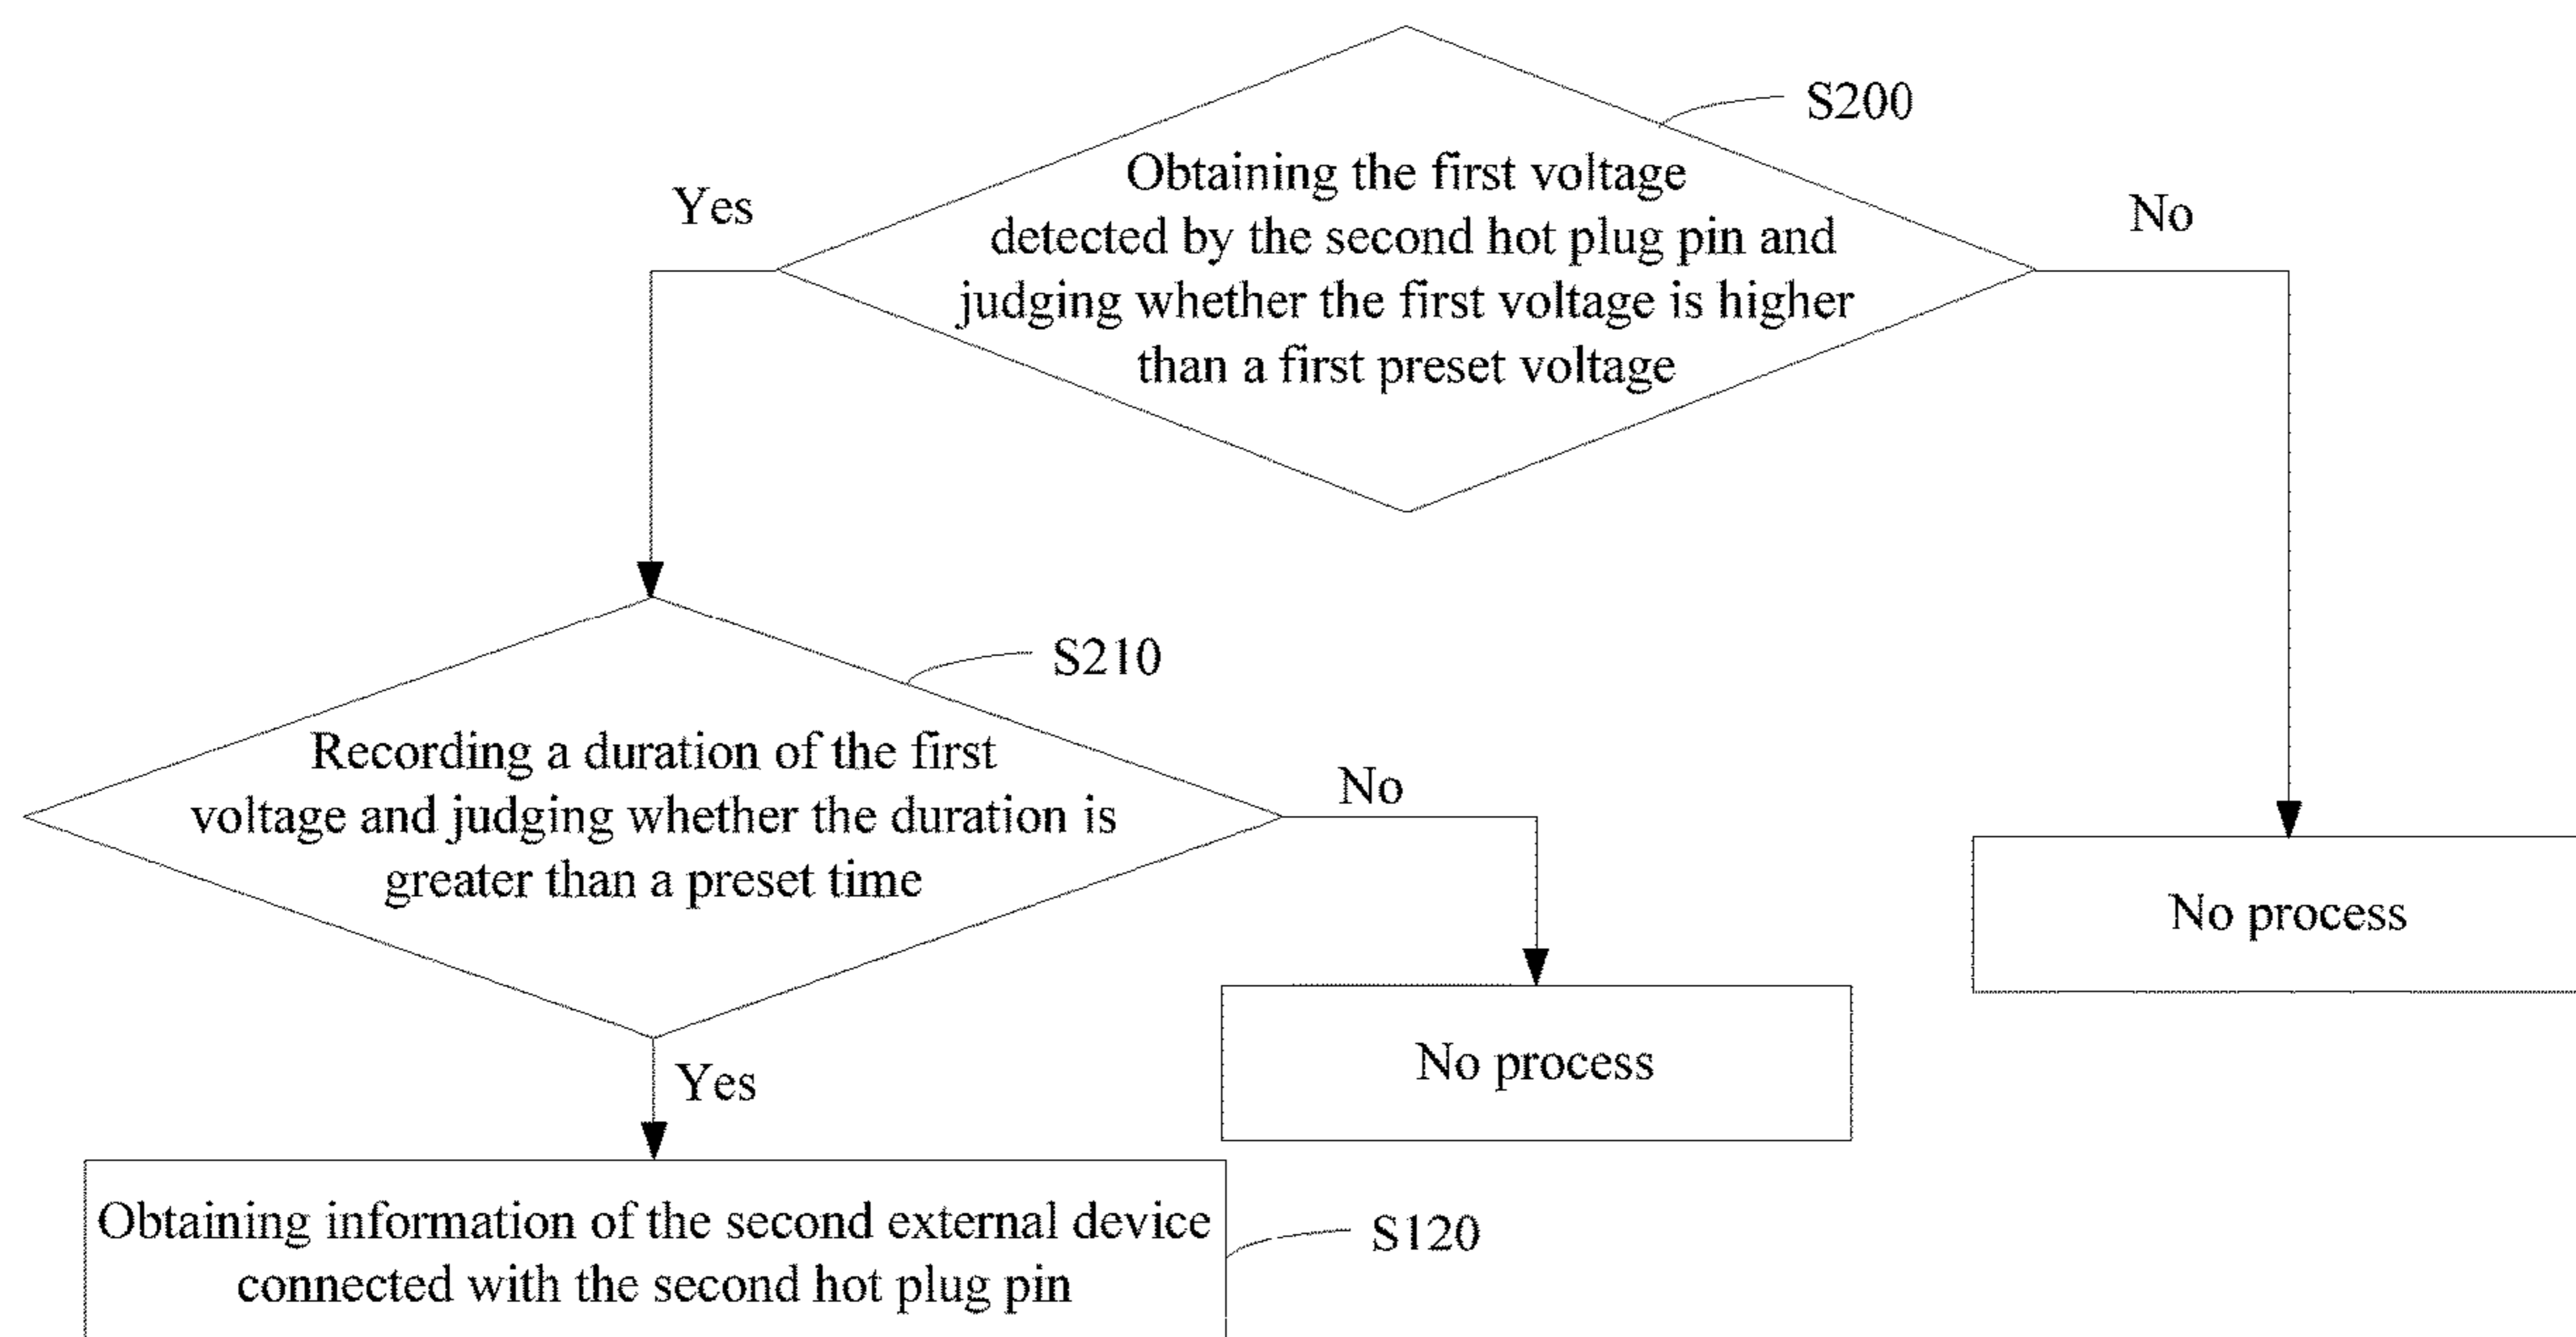 S200
Obtaining the first voltage
detected by the second hot plug pin and
judging whether the first voltage is higher
than a first preset voltage
Yes
No
S210
Recording a duration of the first
voltage and judging whether the duration is
greater than a preset time
No
No process
No process
Yes
Obtaining information of the second external device
connected with the second hot plug pin
S120